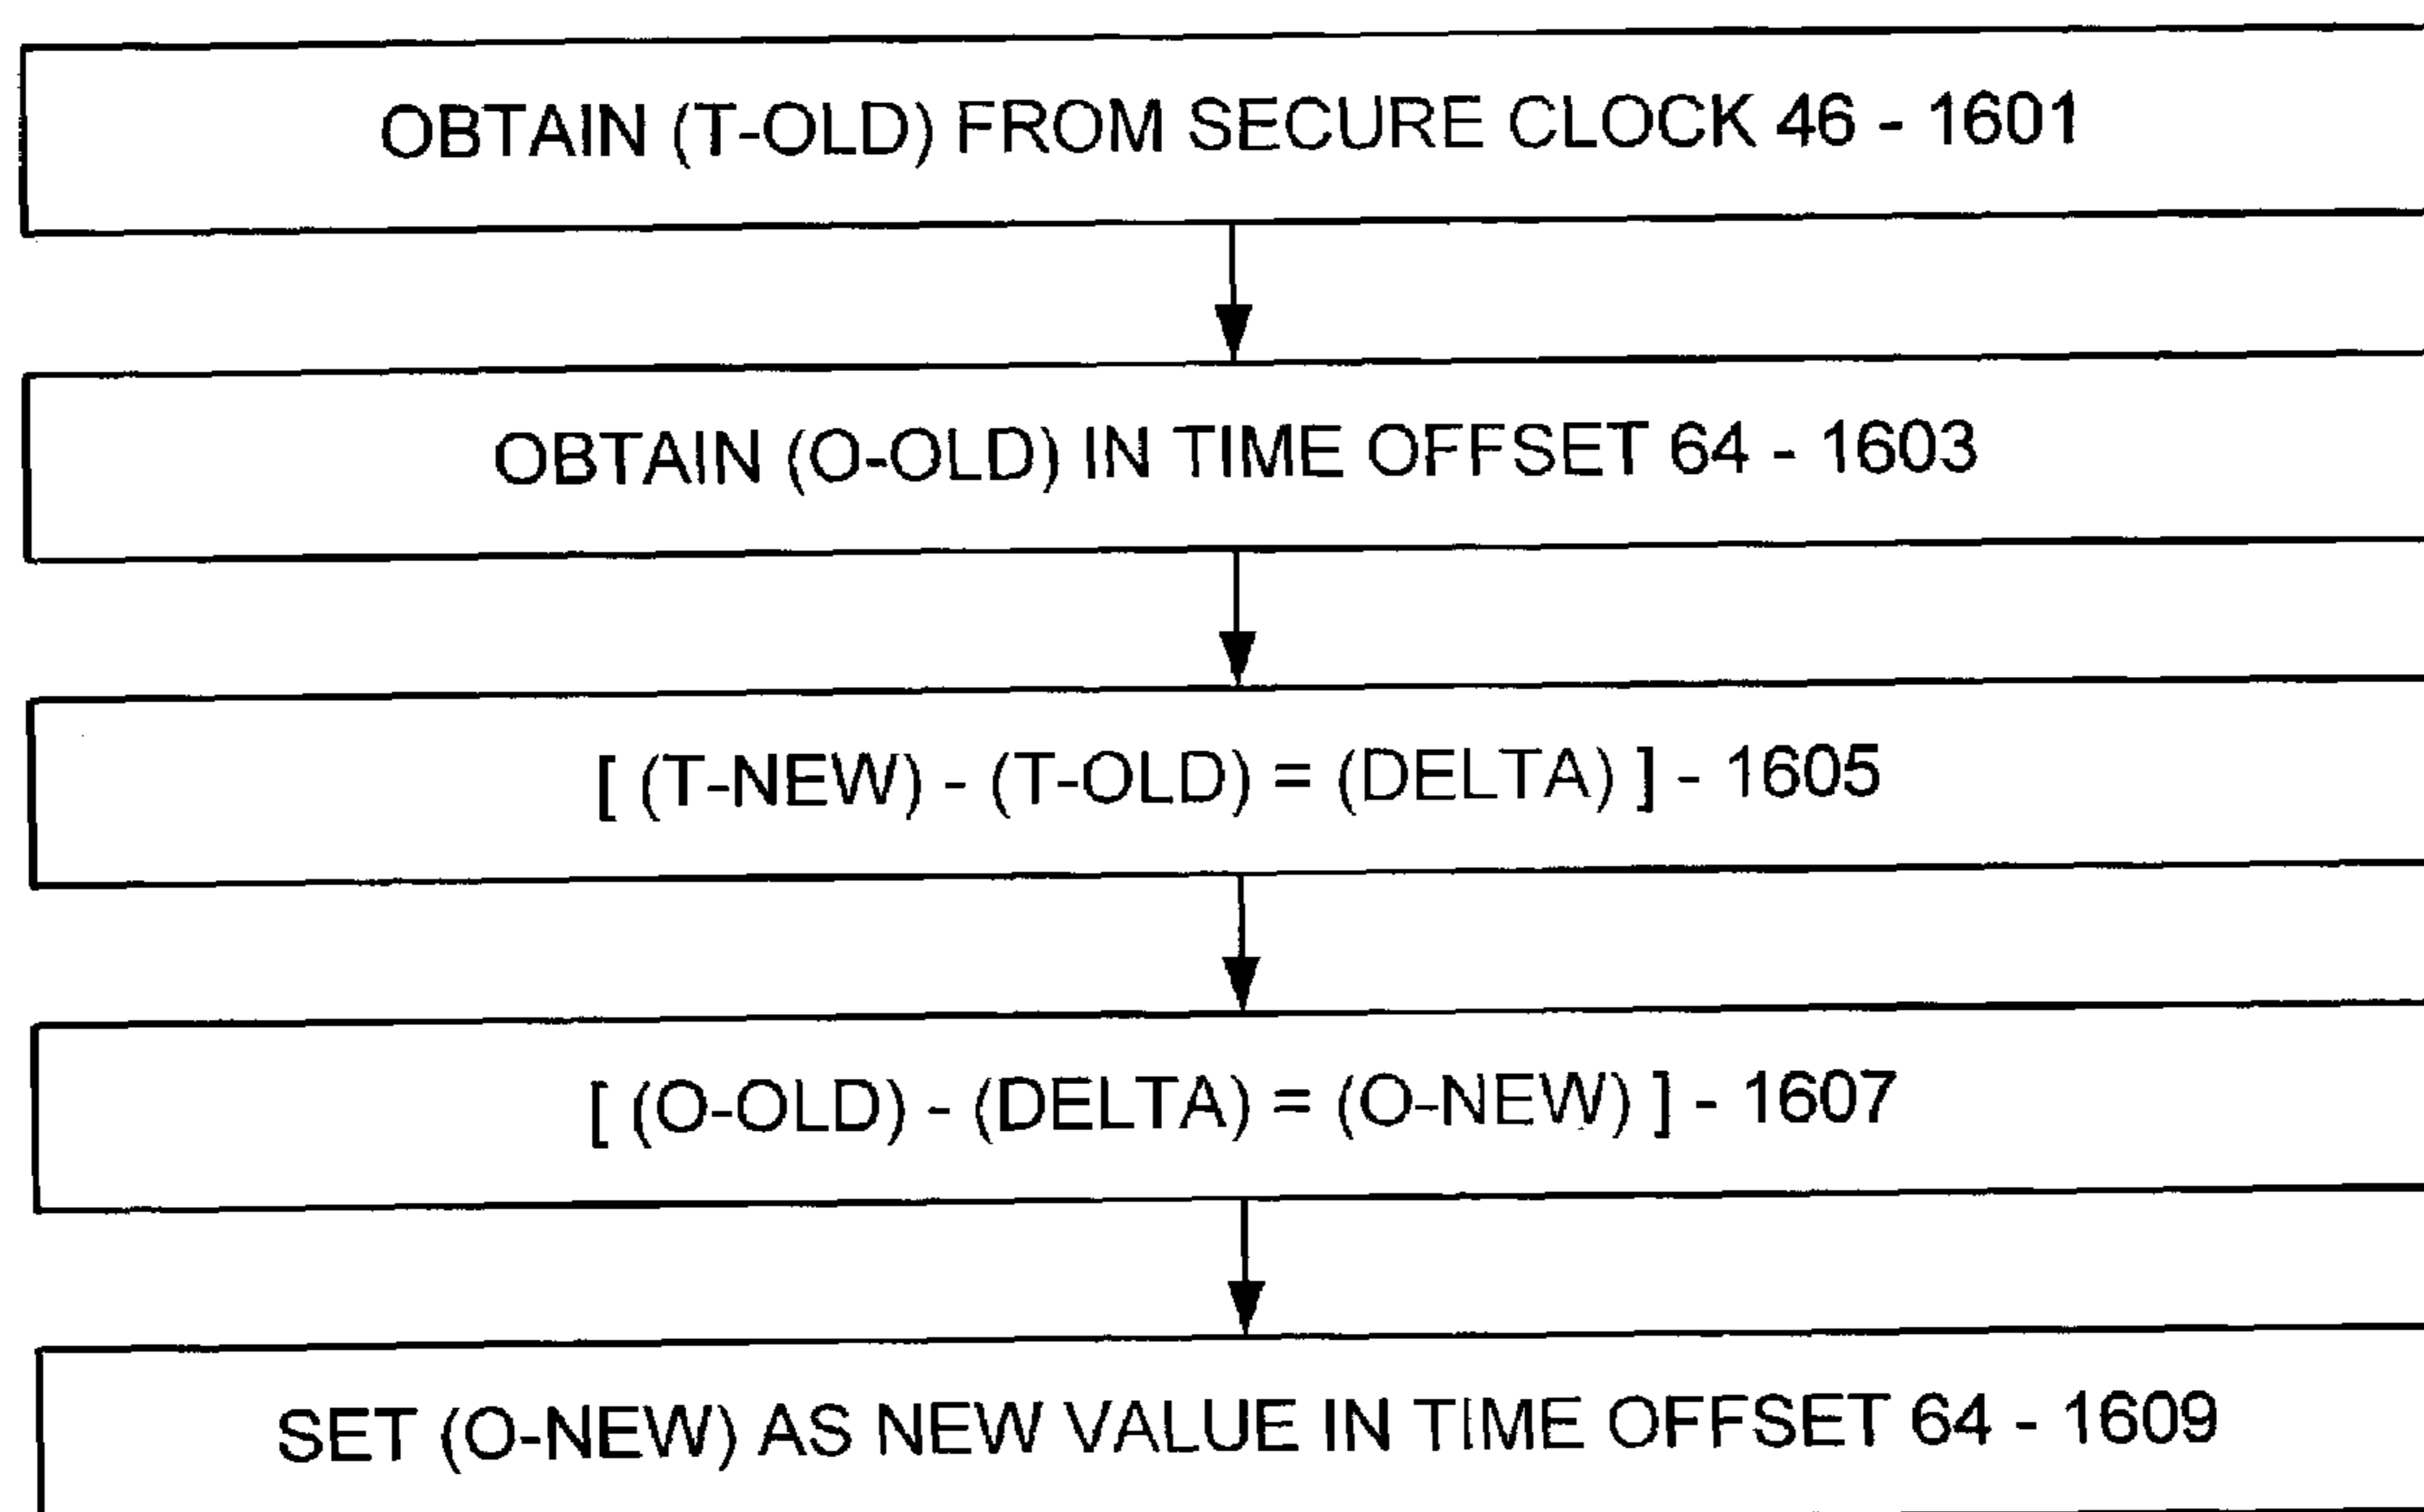 OBTAIN (T-OLD) FROM SECURE CLOCK 46 - 1601
OBTAIN (O-OLD) IN TIME OFFSET 64 - 1603
[ (T-NEW) - (T-OLD) = (DELTA) ] - 1605
[ (O-OLD) - (DELTA) = (O-NEW) ] - 1607
SET (O-NEW) AS NEW VALUE IN TIME OFFSET 64 - 1609